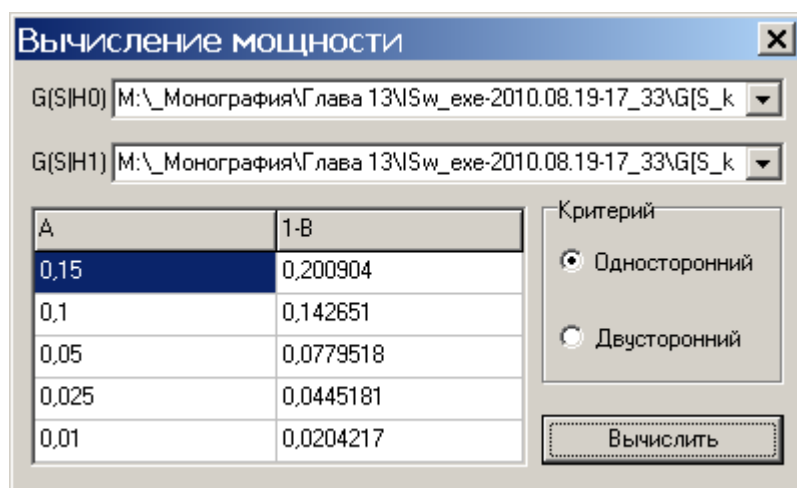 Вычисление мощности
G(S|H0) M:\_Монография\Глава 13\ISw_exe-2010.08.19-17_33\G[S_k
G(S|H1) M:\_Монография\Глава 13\ISw_exe-2010.08.19-17_33\G[S_k
A 1-B
0,15 0,200904
0,1 0,142651
0,05 0,0779518
0,025 0,0445181
0,01 0,0204217
Критерий
Односторонний
Двусторонний
Вычислить